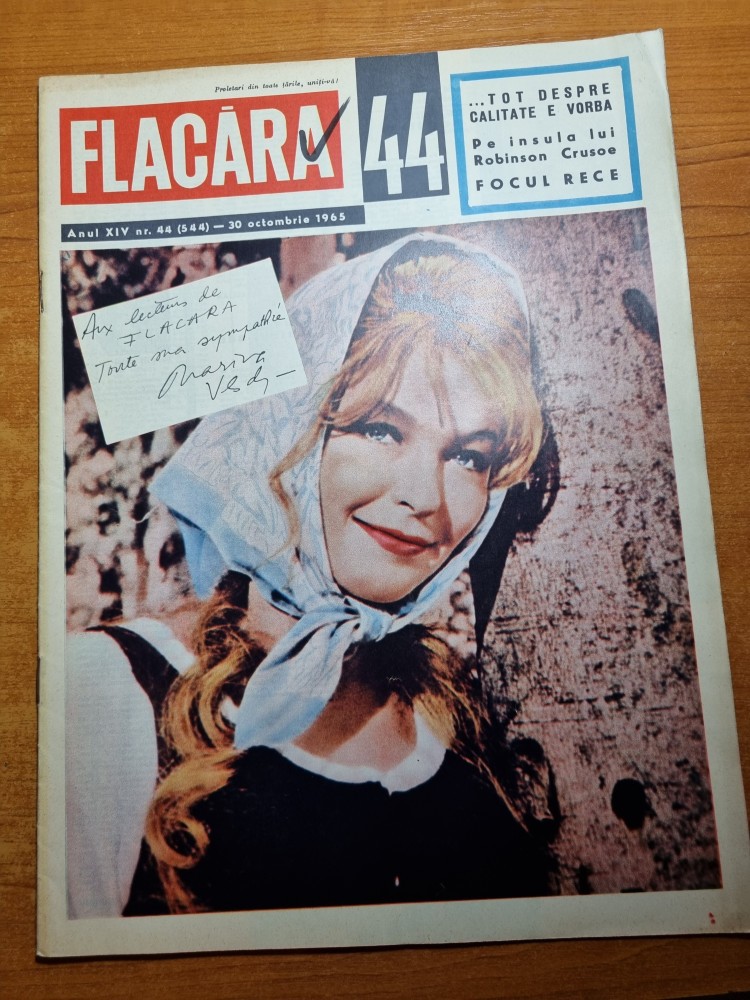 Proletari din toate țările, uniți-vă!
FLACĂRA
44
...TOT DESPRE
CALITATE E VORBA
Pe insula lui
Robinson Crusoe
FOCUL RECE
Anul XIV nr. 44 (544) — 30 octombrie 1965
Aux lecteurs de
FLACARA
Toute ma sympathie
Marina
Vlady